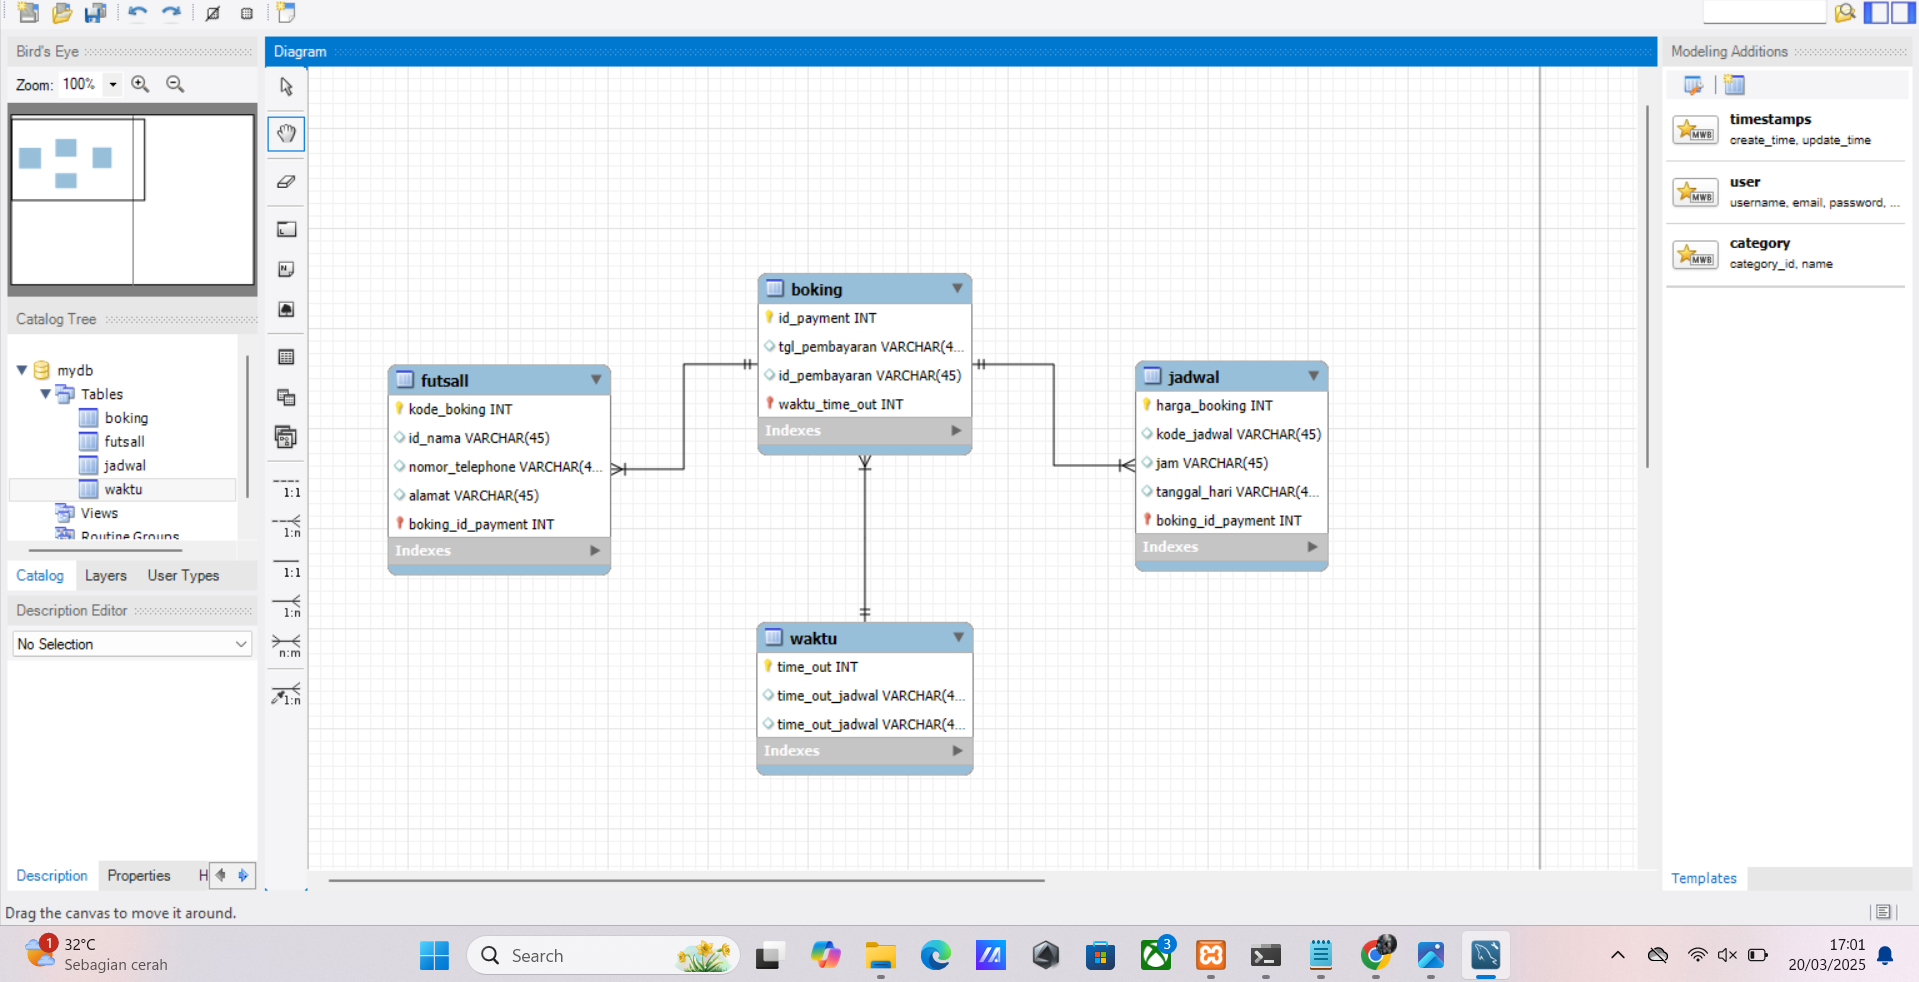 Bird's Eye
Zoom: 100%
Catalog Tree
mydb
Tables
boking
futsall
jadwal
waktu
Views
Routine Groups
Catalog Layers User Types
Description Editor
No Selection
Description Properties H
Diagram
1:1
1:n
1:1
1:n
n:m
1:n
boking
id_payment INT
tgl_pembayaran VARCHAR(4...
id_pembayaran VARCHAR(45)
waktu_time_out INT
Indexes
futsall
kode_boking INT
id_nama VARCHAR(45)
nomor_telephone VARCHAR(4...
alamat VARCHAR(45)
boking_id_payment INT
Indexes
jadwal
harga_booking INT
kode_jadwal VARCHAR(45)
jam VARCHAR(45)
tanggal_hari VARCHAR(4...
boking_id_payment INT
Indexes
waktu
time_out INT
time_out_jadwal VARCHAR(4...
time_out_jadwal VARCHAR(4...
Indexes
Modeling Additions
MWB
timestamps
create_time, update_time
MWB
user
username, email, password, ...
MWB
category
category_id, name
Templates
Drag the canvas to move it around.
1
32°C
Sebagian cerah
Search
3
17:01
20/03/2025